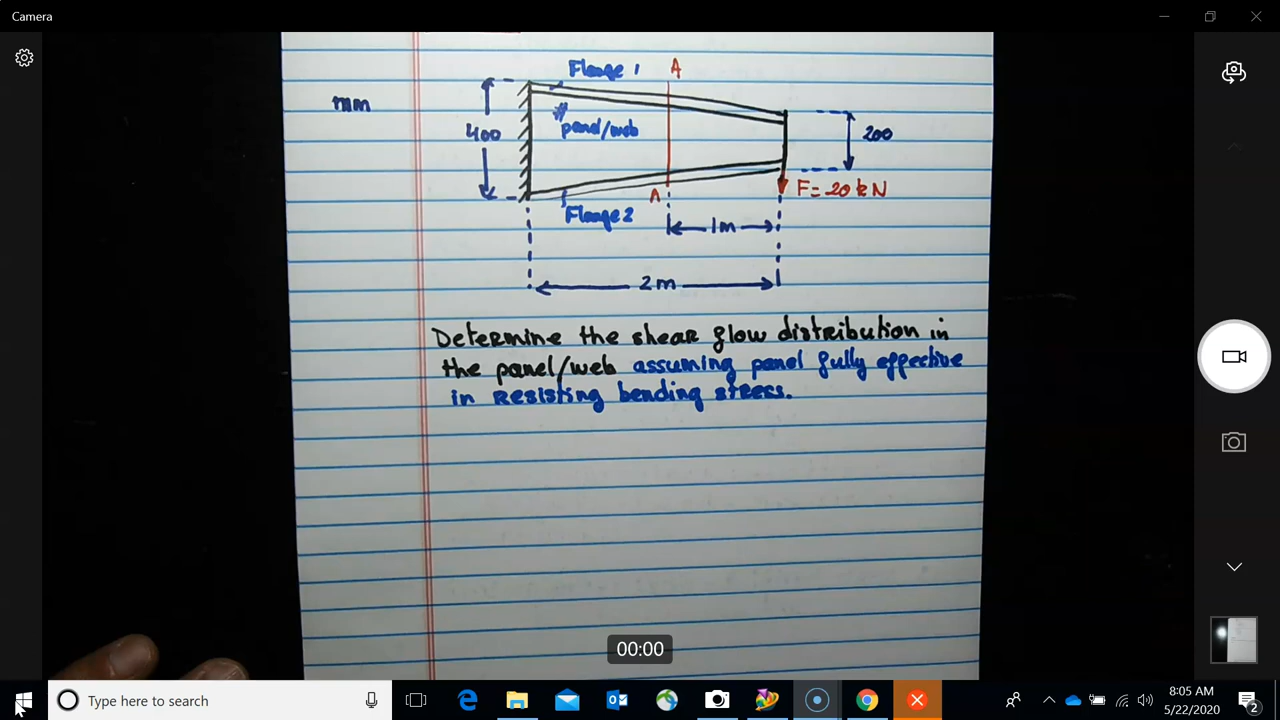 Camera
Flange 1
A
mm
400
panel/web
200
A
F = 20 kN
Flange 2
1m
2m
Determine the shear flow distribution in
the panel/web assuming panel fully effective
in resisting bending stress.
00:00
Type here to search
8:05 AM
5/22/2020
2